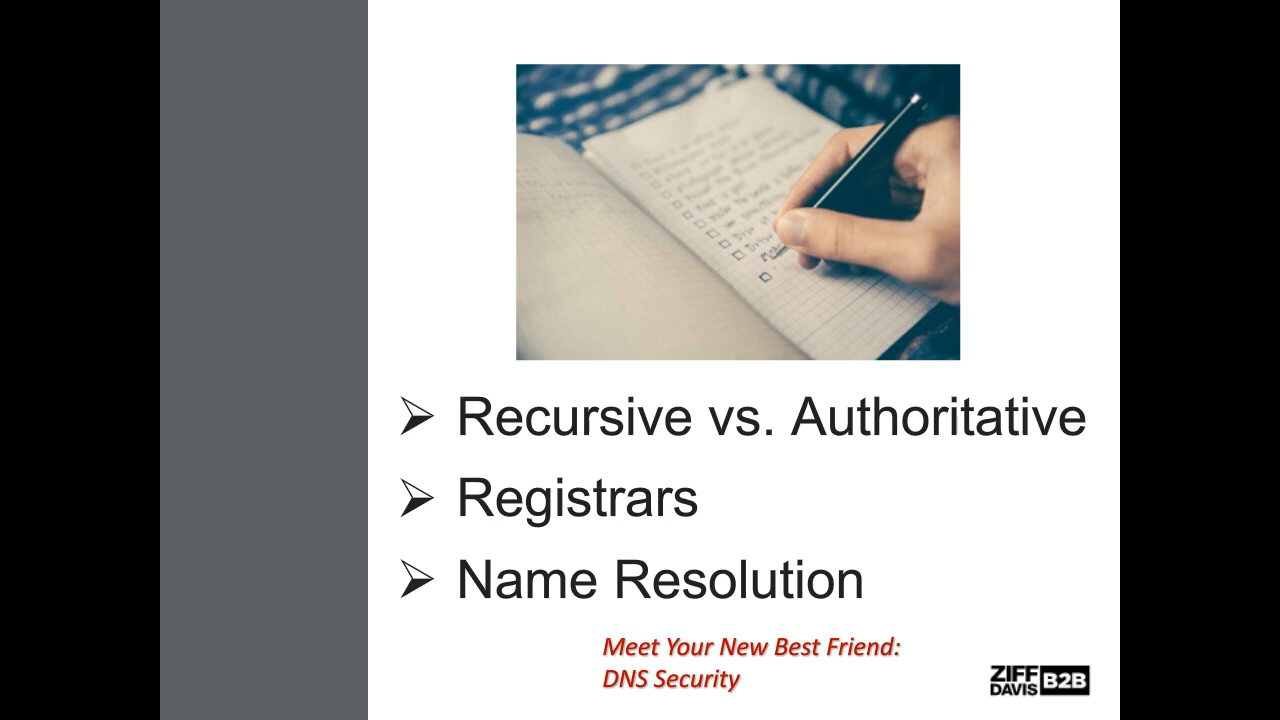 Recursive vs. Authoritative
Registrars
Name Resolution
Meet Your New Best Friend:
DNS Security
ZIFF
DAVIS B2B